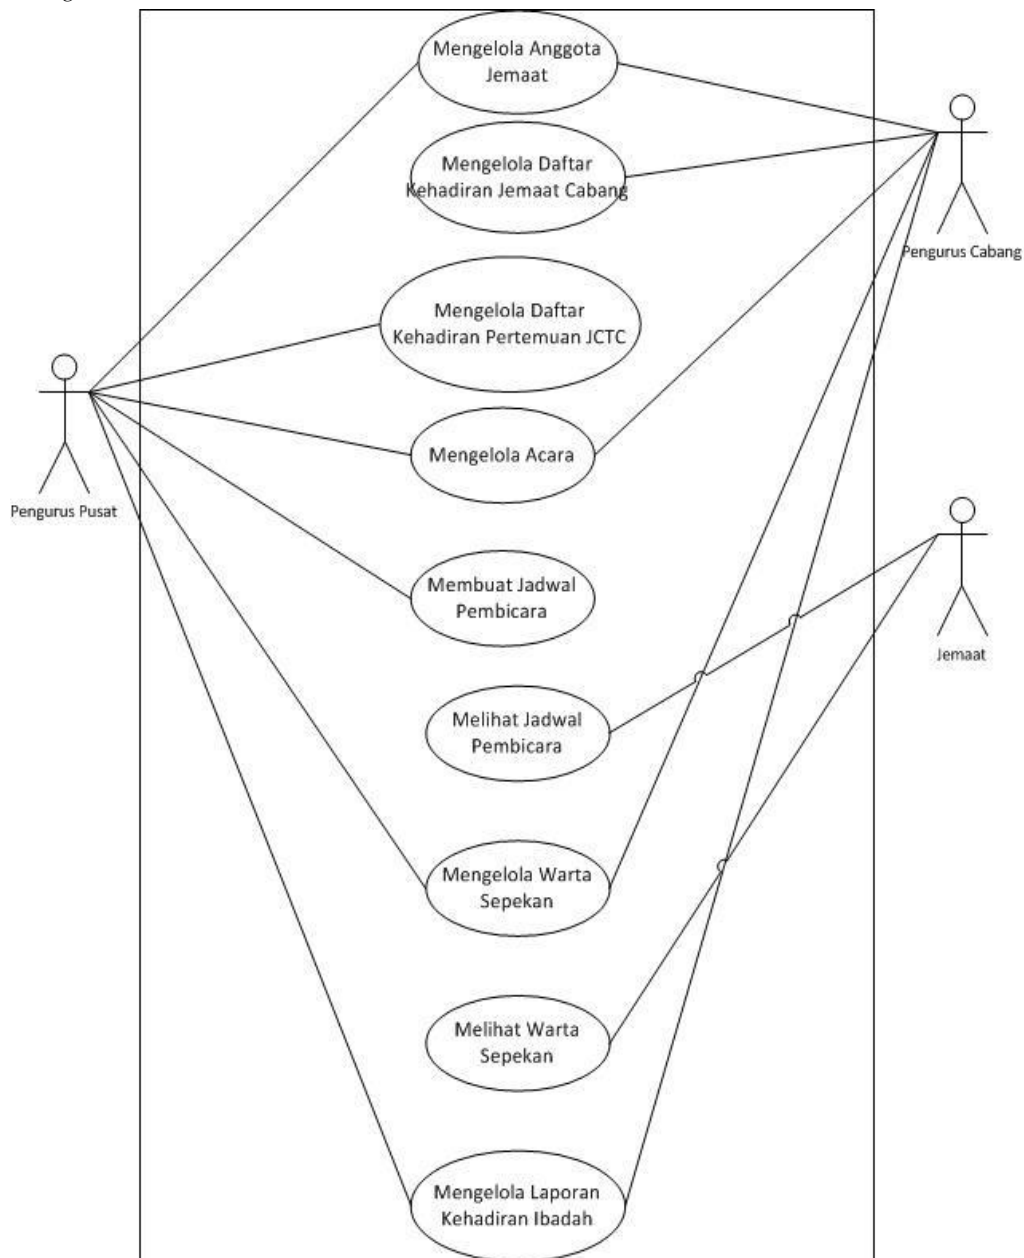 Mengelola Anggota
Jemaat
Mengelola Daftar
Kehadiran Jemaat Cabang
Pengurus Cabang
Mengelola Daftar
Kehadiran Pertemuan JCTC
Mengelola Acara
Pengurus Pusat
Membuat Jadwal
Pembicara
Jemaat
Melihat Jadwal
Pembicara
Mengelola Warta
Sepekan
Melihat Warta
Sepekan
Mengelola Laporan
Kehadiran Ibadah